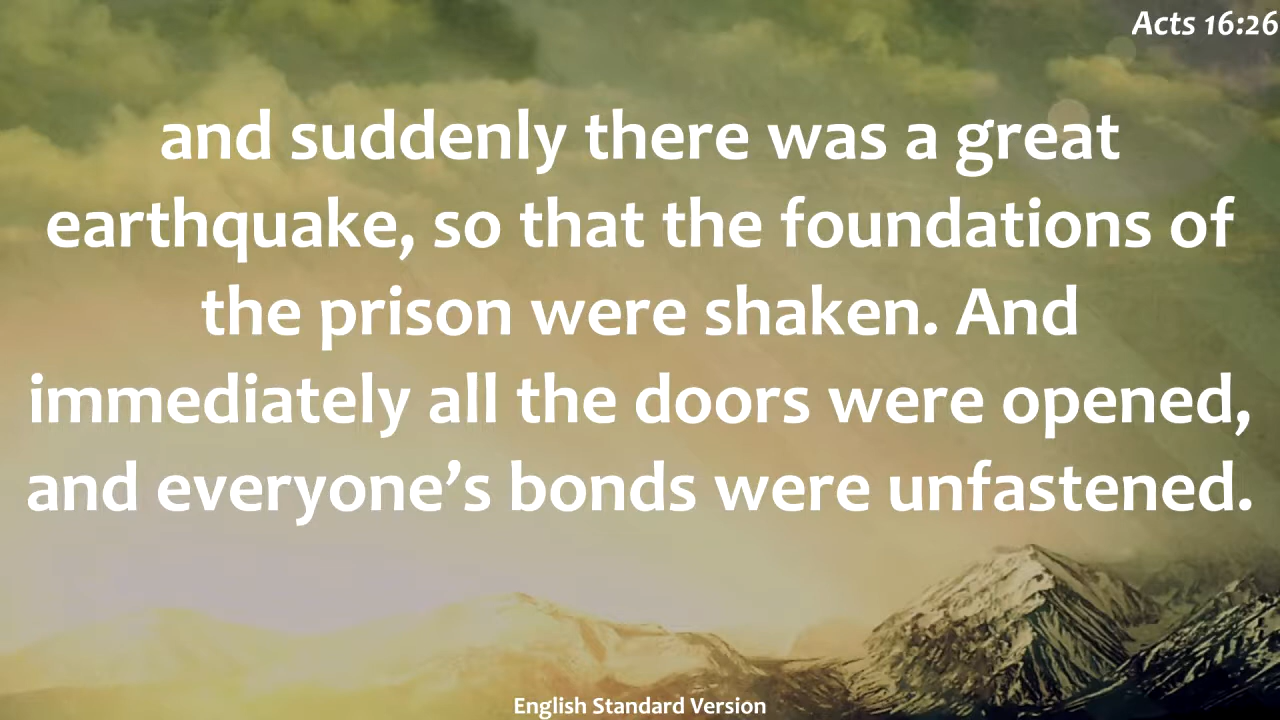 Acts 16:26
and suddenly there was a great
earthquake, so that the foundations of
the prison were shaken. And
immediately all the doors were opened,
and everyone’s bonds were unfastened.
English Standard Version